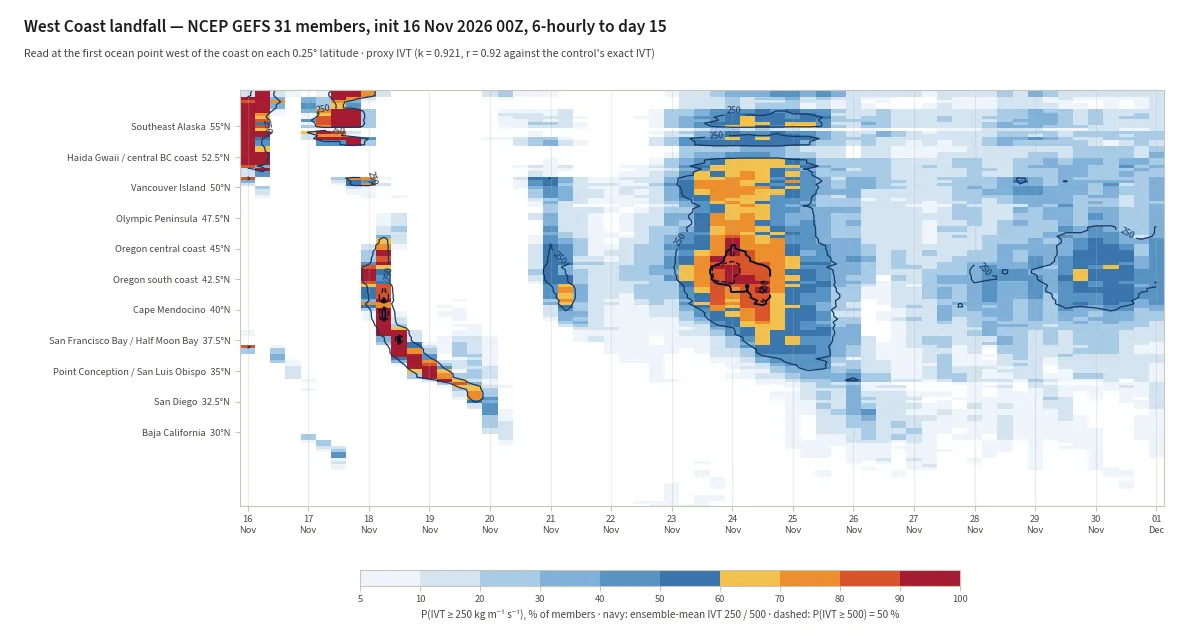 West Coast landfall — NCEP GEFS 31 members, init 16 Nov 2026 00Z, 6-hourly to day 15
Read at the first ocean point west of the coast on each 0.25° latitude · proxy IVT (k = 0.921, r = 0.92 against the control's exact IVT)
Southeast Alaska 55°N
Haida Gwaii / central BC coast 52.5°N
Vancouver Island 50°N
Olympic Peninsula 47.5°N
Oregon central coast 45°N
Oregon south coast 42.5°N
Cape Mendocino 40°N
San Francisco Bay / Half Moon Bay 37.5°N
Point Conception / San Luis Obispo 35°N
San Diego 32.5°N
Baja California 30°N
250
250
250
250
250
250
250
250
250
250
16 17 18 19 20 21 22 23 24 25 26 27 28 29 30 01
Nov Nov Nov Nov Nov Nov Nov Nov Nov Nov Nov Nov Nov Nov Nov Dec
5 10 20 30 40 50 60 70 80 90 100
P(IVT ≥ 250 kg m⁻¹ s⁻¹), % of members · navy: ensemble-mean IVT 250 / 500 · dashed: P(IVT ≥ 500) = 50 %